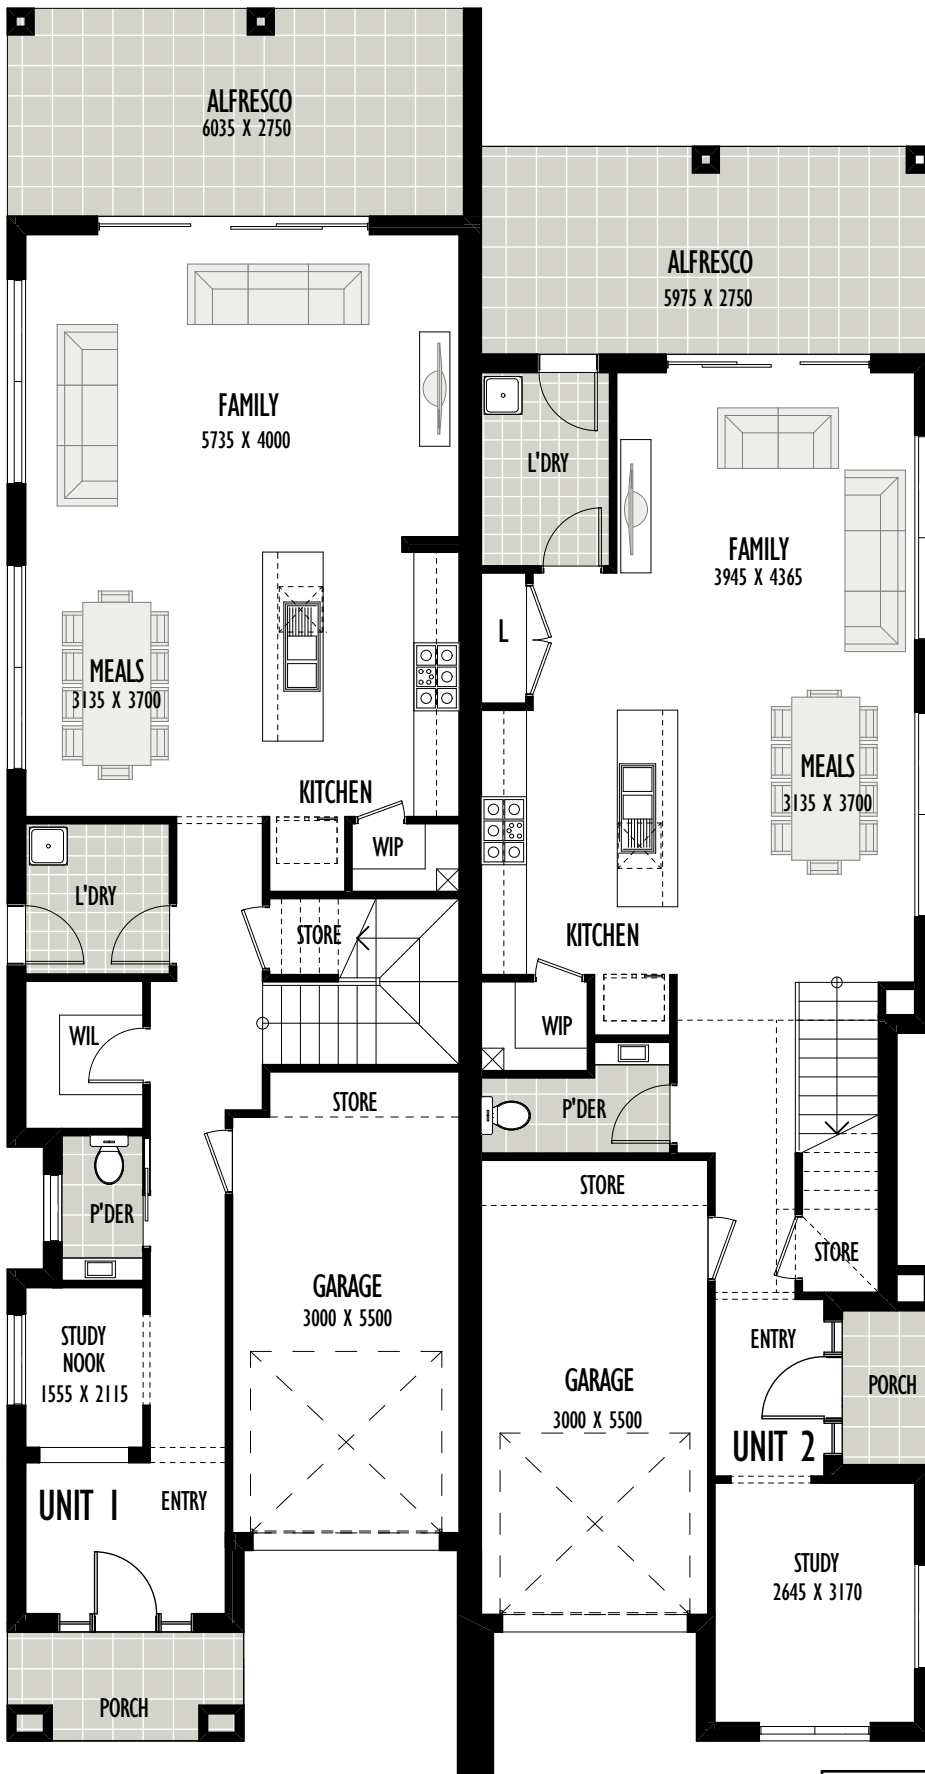 ALFRESCO
6035 X 2750
FAMILY
5735 X 4000
MEALS
3135 X 3700
KITCHEN
WIP
L'DRY
STORE
WIL
STORE
P'DER
GARAGE
3000 X 5500
STUDY
NOOK
1555 X 2115
UNIT 1
ENTRY
PORCH
ALFRESCO
5975 X 2750
L'DRY
FAMILY
3945 X 4365
L
MEALS
3135 X 3700
KITCHEN
WIP
P'DER
STORE
STORE
GARAGE
3000 X 5500
ENTRY
PORCH
UNIT 2
STUDY
2645 X 3170